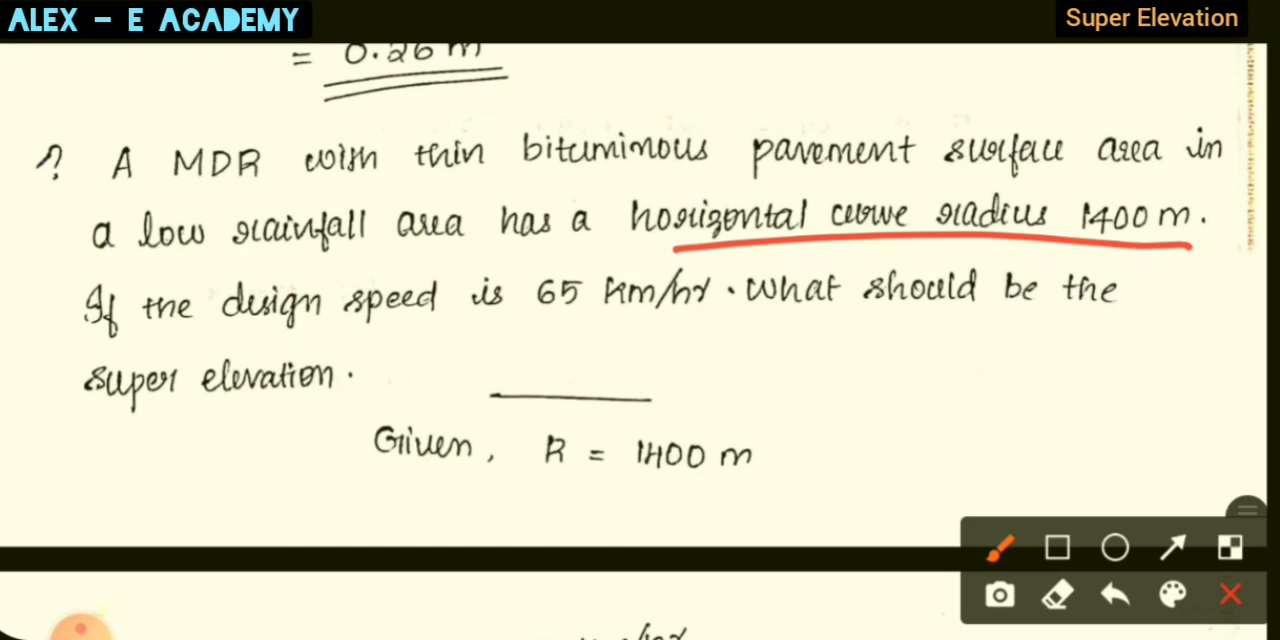 ALEX - E ACADEMY
Super Elevation
= 0.26 m
? A MDR with thin bituminous pavement surface area in
a low rainfall area has a horizontal curve radius 1400 m.
If the design speed is 65 km/hr. What should be the
super elevation.
Given, R = 1400 m